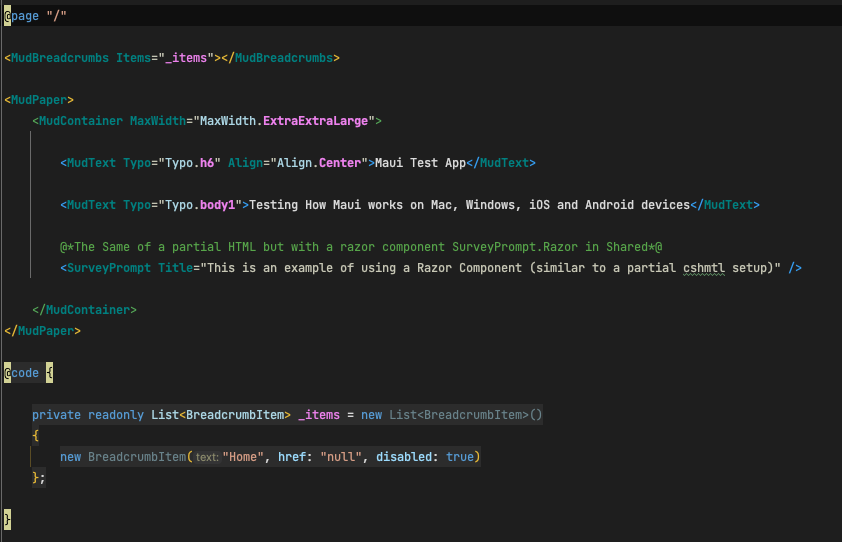 @page "/"
<MudBreadcrumbs Items="_items"></MudBreadcrumbs>
<MudPaper>
<MudContainer MaxWidth="MaxWidth.ExtraExtraLarge">
<MudText Typo="Typo.h6" Align="Align.Center">Maui Test App</MudText>
<MudText Typo="Typo.body1">Testing How Maui works on Mac, Windows, iOS and Android devices</MudText>
@*The Same of a partial HTML but with a razor component SurveyPrompt.Razor in Shared*@
<SurveyPrompt Title="This is an example of using a Razor Component (similar to a partial cshmtl setup)" />
</MudContainer>
</MudPaper>
@code {
private readonly List<BreadcrumbItem> _items = new List<BreadcrumbItem>()
{
new BreadcrumbItem( text: "Home", href: "null", disabled: true)
};
}